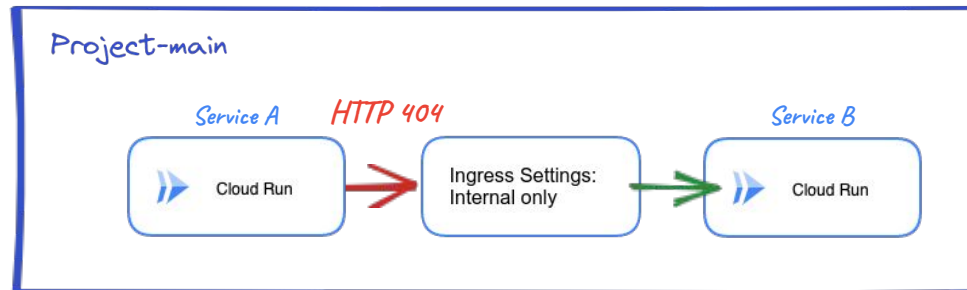 Project-main
Service A
HTTP 404
Service B
Cloud Run
Ingress Settings:
Internal only
Cloud Run